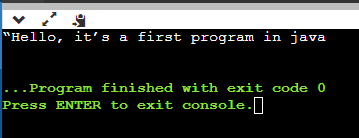 “Hello, it’s a first program in java
...Program finished with exit code 0
Press ENTER to exit console.